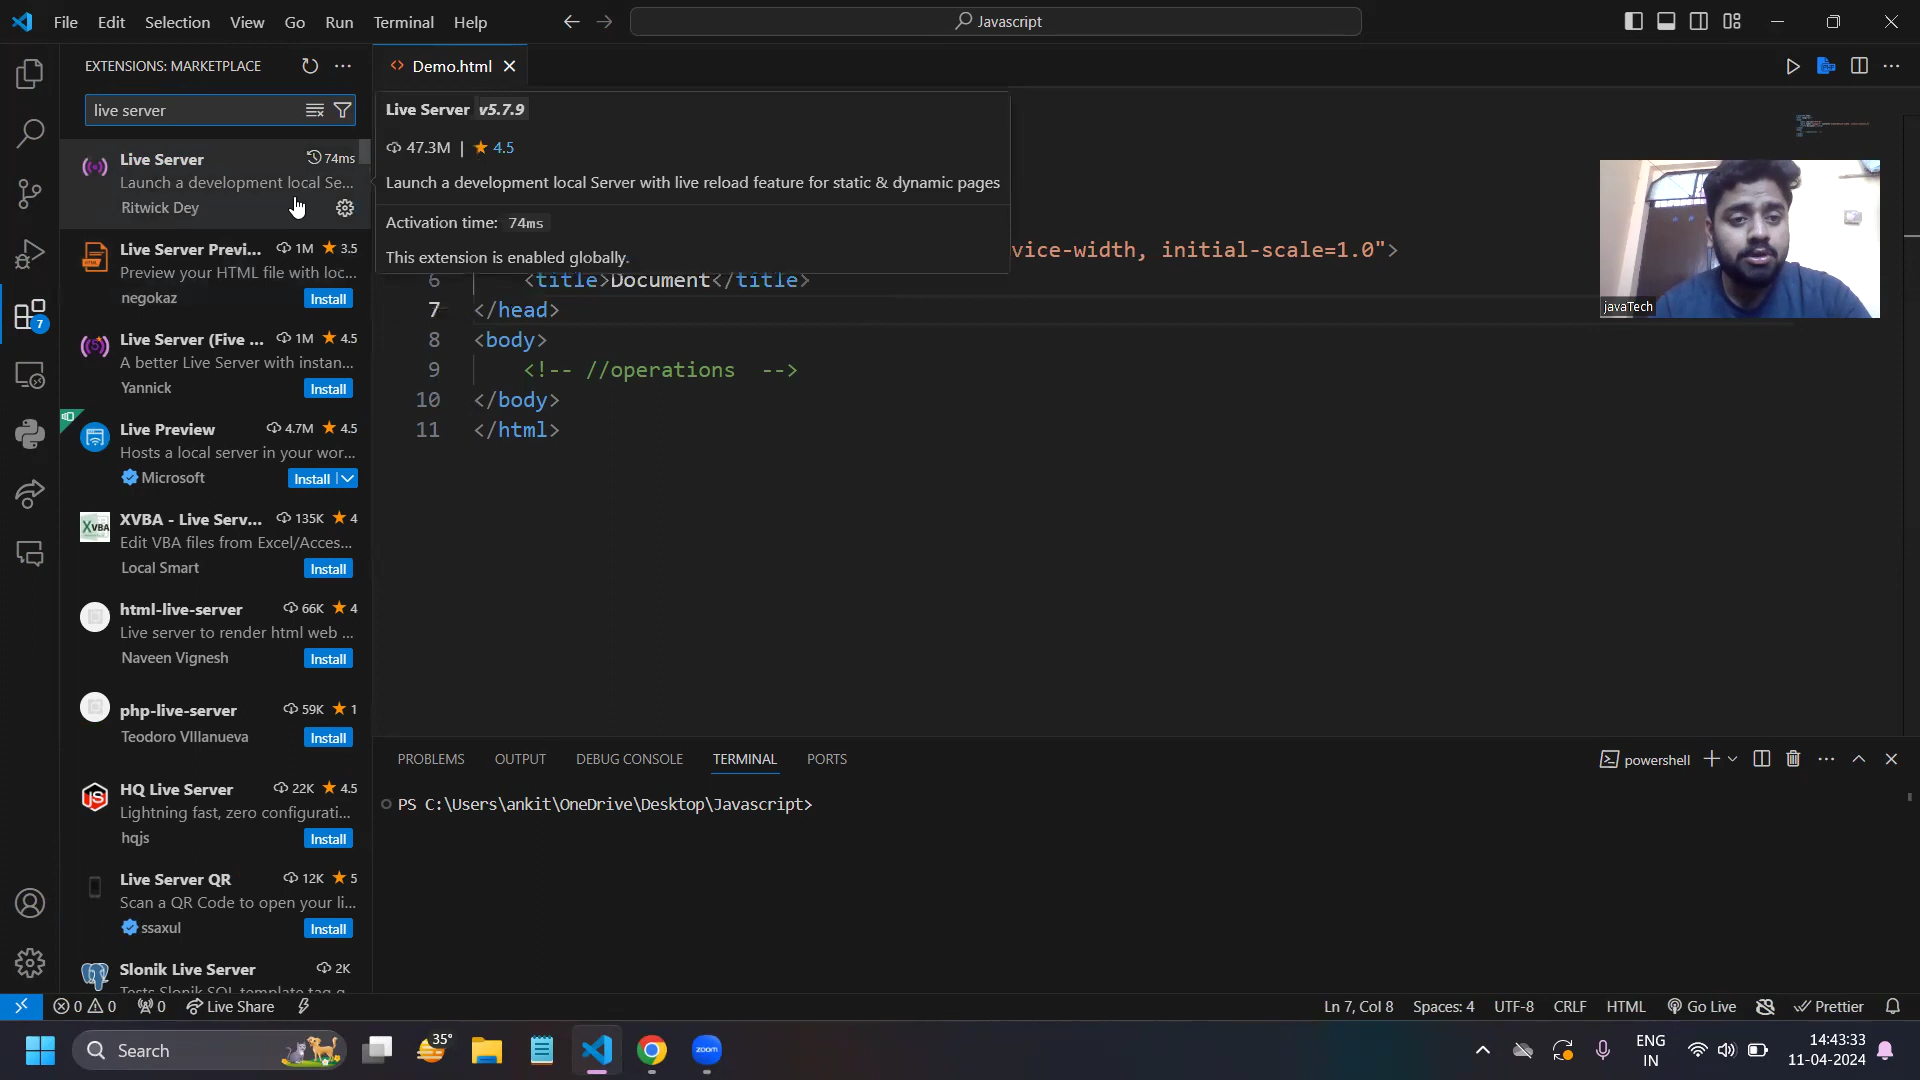 File Edit Selection View Go Run Terminal Help
Javascript
EXTENSIONS: MARKETPLACE
live server
Live Server 74ms
Launch a development local Se...
Ritwick Dey
Live Server Previ... 1M 3.5
Preview your HTML file with loc...
negokaz Install
Live Server (Five ... 1M 4.5
A better Live Server with instan...
Yannick Install
Live Preview 4.7M 4.5
Hosts a local server in your wor...
Microsoft Install
XVBA - Live Serv... 135K 4
Edit VBA files from Excel/Acces...
Local Smart Install
html-live-server 66K 4
Live server to render html web ...
Naveen Vignesh Install
php-live-server 59K 1
Teodoro VIllanueva Install
HQ Live Server 22K 4.5
Lightning fast, zero configurati...
hqjs Install
Live Server QR 12K 5
Scan a QR Code to open your li...
ssaxul Install
Slonik Live Server 2K
Tests Slonik SQL template tag q
7
Demo.html
Live Server v5.7.9
47.3M | 4.5
Launch a development local Server with live reload feature for static & dynamic pages
Activation time: 74ms
This extension is enabled globally.
vice-width, initial-scale=1.0">
6 <title>Document</title>
7 </head>
8 <body>
9 <!-- //operations -->
10 </body>
11 </html>
javaTech
PROBLEMS OUTPUT DEBUG CONSOLE TERMINAL PORTS
powershell
PS C:\Users\ankit\OneDrive\Desktop\Javascript>
0 0 0 Live Share
Ln 7, Col 8 Spaces: 4 UTF-8 CRLF HTML Go Live Prettier
Search
35°
zoom
ENG
IN
14:43:33
11-04-2024